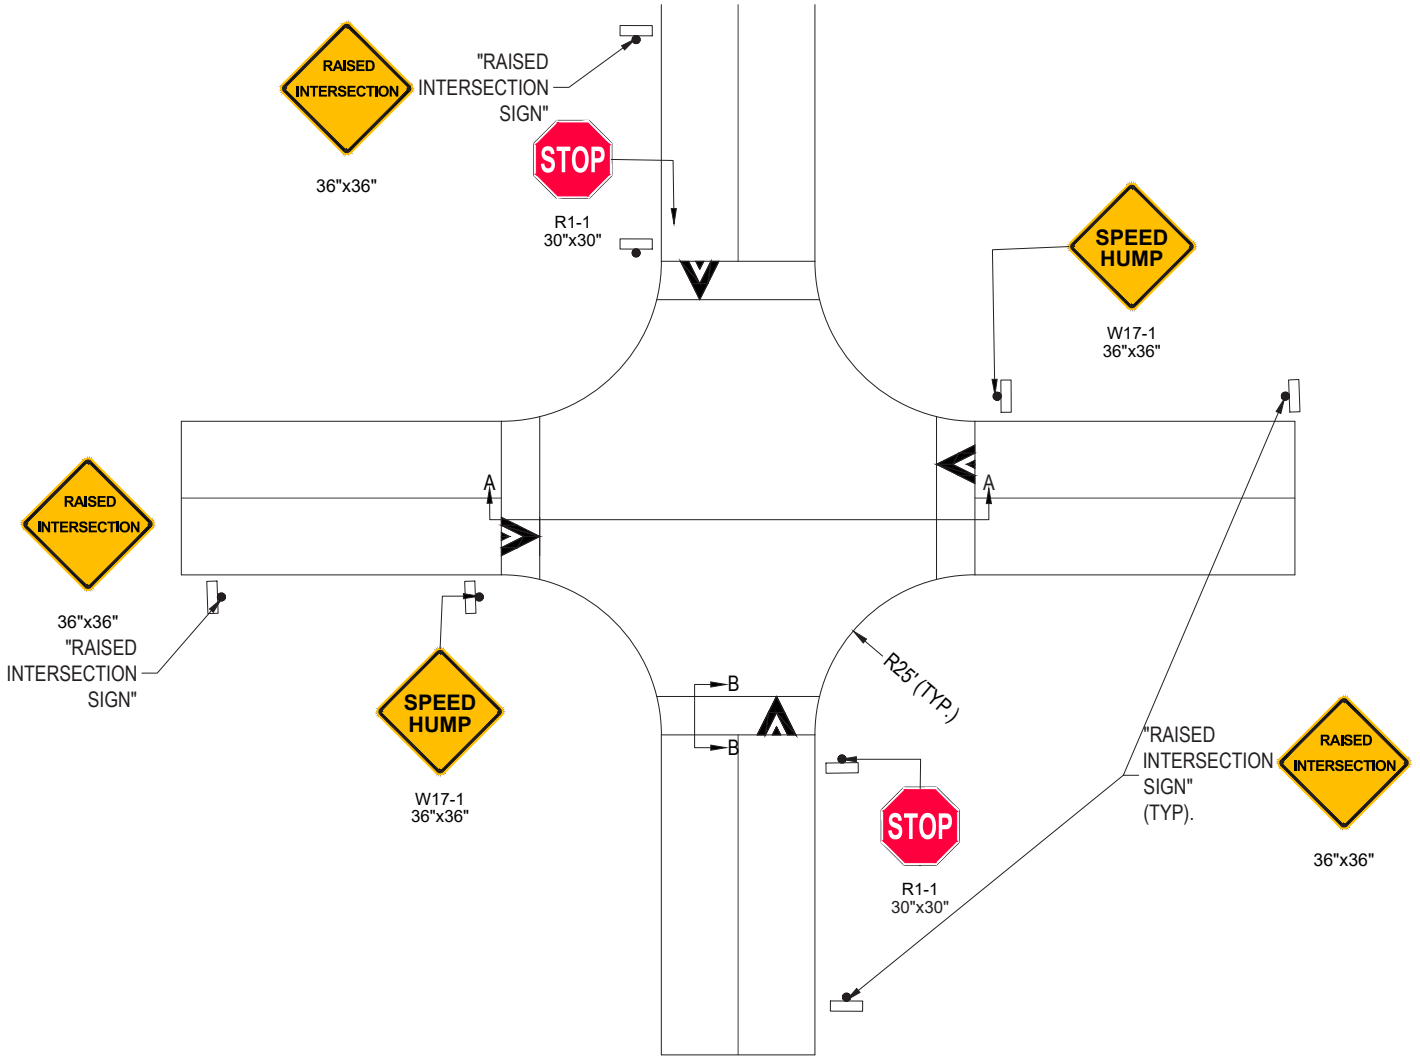 RAISED
INTERSECTION
36"x36"
"RAISED
INTERSECTION
SIGN"
STOP
R1-1
30"x30"
SPEED
HUMP
W17-1
36"x36"
RAISED
INTERSECTION
36"x36"
"RAISED
INTERSECTION
SIGN"
A
A
SPEED
HUMP
W17-1
36"x36"
B
B
R25' (TYP.)
STOP
R1-1
30"x30"
"RAISED
INTERSECTION
SIGN"
(TYP).
RAISED
INTERSECTION
36"x36"